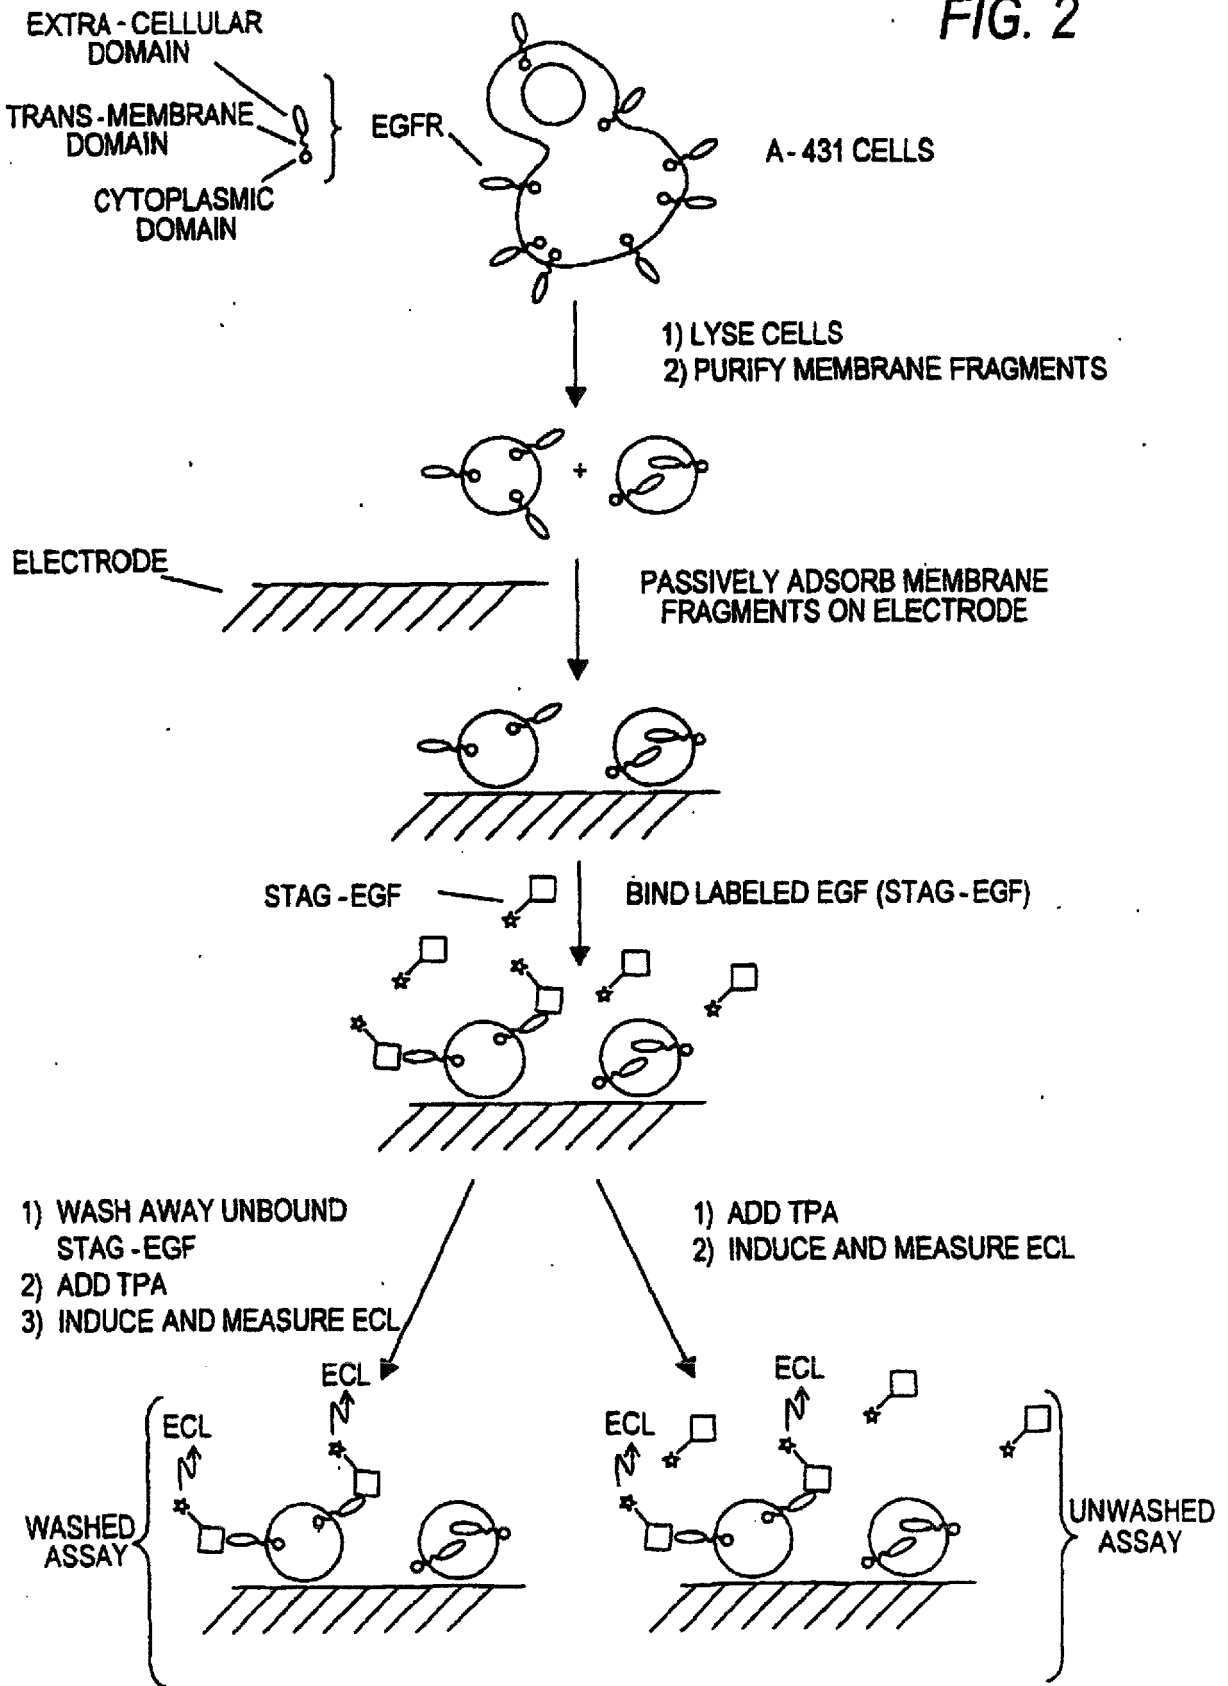 FIG. 2
EXTRA-CELLULAR
DOMAIN
TRANS-MEMBRANE
DOMAIN
CYTOPLASMIC
DOMAIN
EGFR
A-431 CELLS
1) LYSE CELLS
2) PURIFY MEMBRANE FRAGMENTS
+
ELECTRODE
PASSIVELY ADSORB MEMBRANE
FRAGMENTS ON ELECTRODE
STAG-EGF
BIND LABELED EGF (STAG-EGF)
1) WASH AWAY UNBOUND
STAG-EGF
2) ADD TPA
3) INDUCE AND MEASURE ECL
1) ADD TPA
2) INDUCE AND MEASURE ECL
ECL
ECL
WASHED
ASSAY
ECL
ECL
UNWASHED
ASSAY